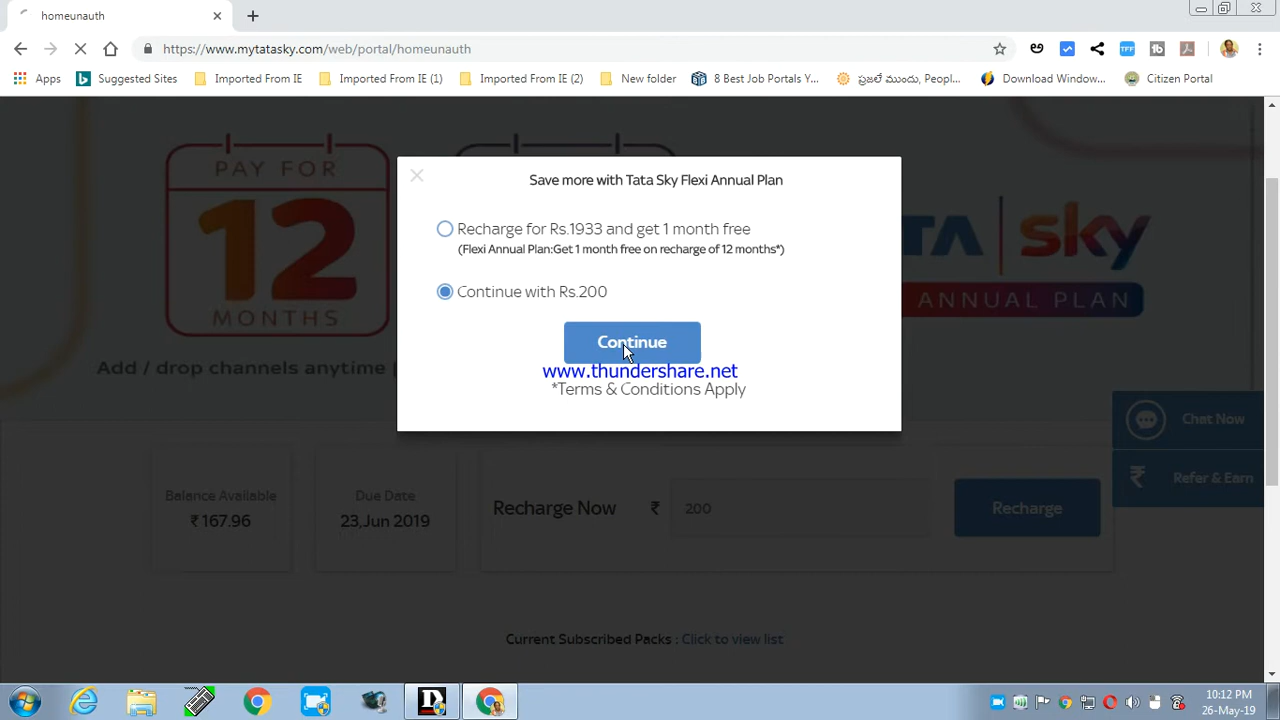 homeunauth
https://www.mytatasky.com/web/portal/homeunauth
Apps Suggested Sites Imported From IE Imported From IE (1) Imported From IE (2) New folder 8 Best Job Portals Y... ప్రజలే ముందు, Peopl... Download Window... Citizen Portal
PAY FOR
12
MONTHS
TATA sky
ANNUAL PLAN
Add / drop channels anytime |
Save more with Tata Sky Flexi Annual Plan
Recharge for Rs.1933 and get 1 month free
(Flexi Annual Plan:Get 1 month free on recharge of 12 months*)
Continue with Rs.200
Continue
www.thundershare.net
*Terms & Conditions Apply
Chat Now
Refer & Earn
Balance Available
₹ 167.96
Due Date
23,Jun 2019
Recharge Now ₹ 200 Recharge
Current Subscribed Packs : Click to view list
10:12 PM
26-May-19